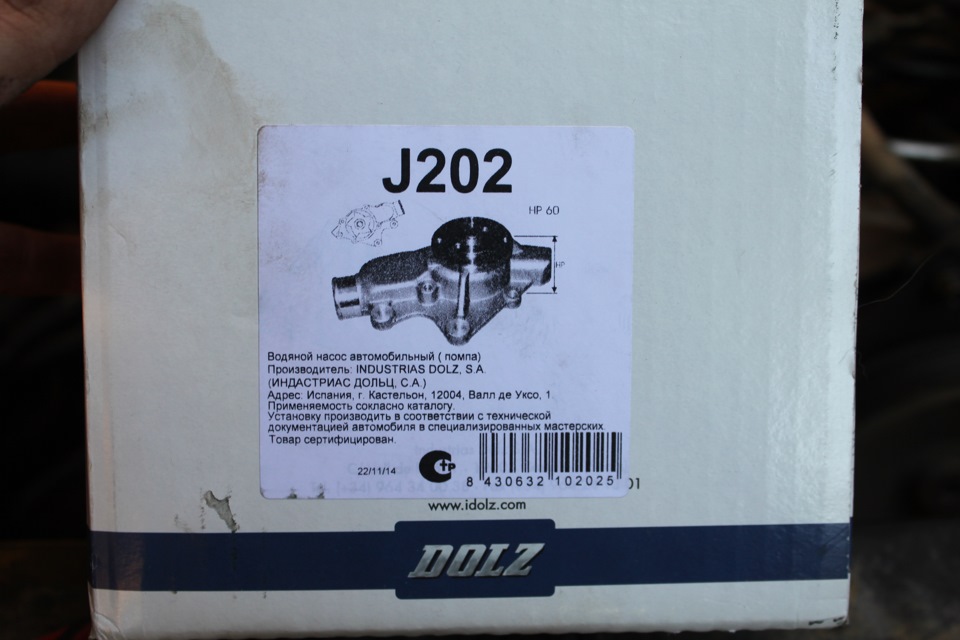 J202
HP 60
HP
Водяной насос автомобильный ( помпа)
Производитель: INDUSTRIAS DOLZ, S.A.
(ИНДАСТРИАС ДОЛЬЦ, С.А.)
Адрес: Испания, г. Кастельон, 12004, Валл де Уксо, 1.
Применяемость согласно каталогу.
Установку производить в соответствии с технической
документацией автомобиля в специализированных мастерских.
Товар сертифицирован.
22/11/14
8 430632 102025
01
www.idolz.com
DOLZ